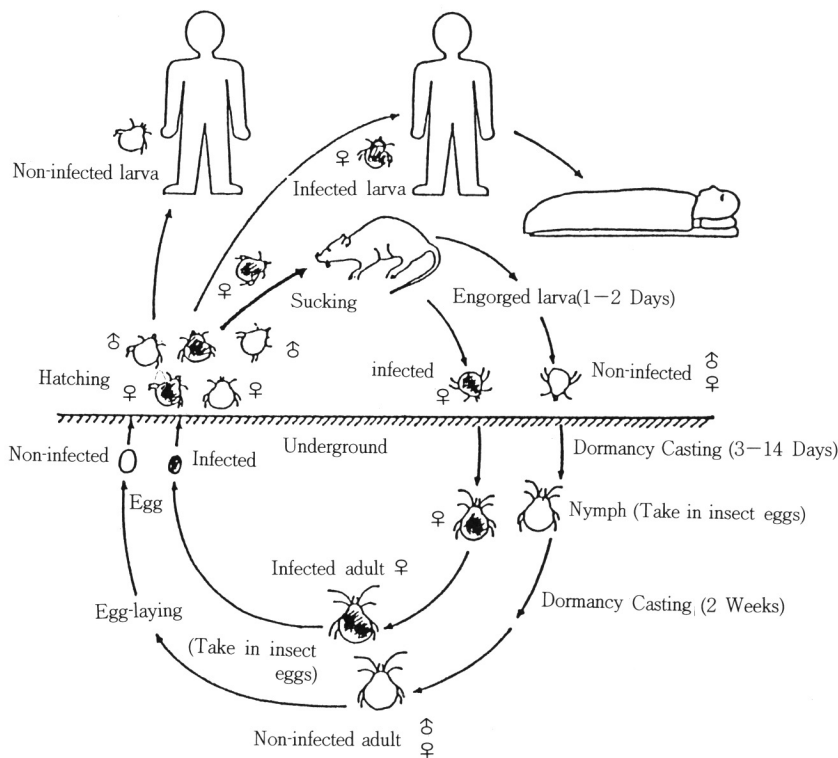 Non-infected larva
♀
Infected larva
♀
Sucking
Engorged larva(1−2 Days)
♂
♂
Hatching
♀
♀
infected
♀
Non-infected ♂
♀
Underground
Non-infected
Infected
Dormancy Casting (3−14 Days)
Egg
♀
Nymph (Take in insect eggs)
Infected adult ♀
Egg-laying
Dormancy Casting (2 Weeks)
(Take in insect
eggs)
Non-infected adult ♂
♀